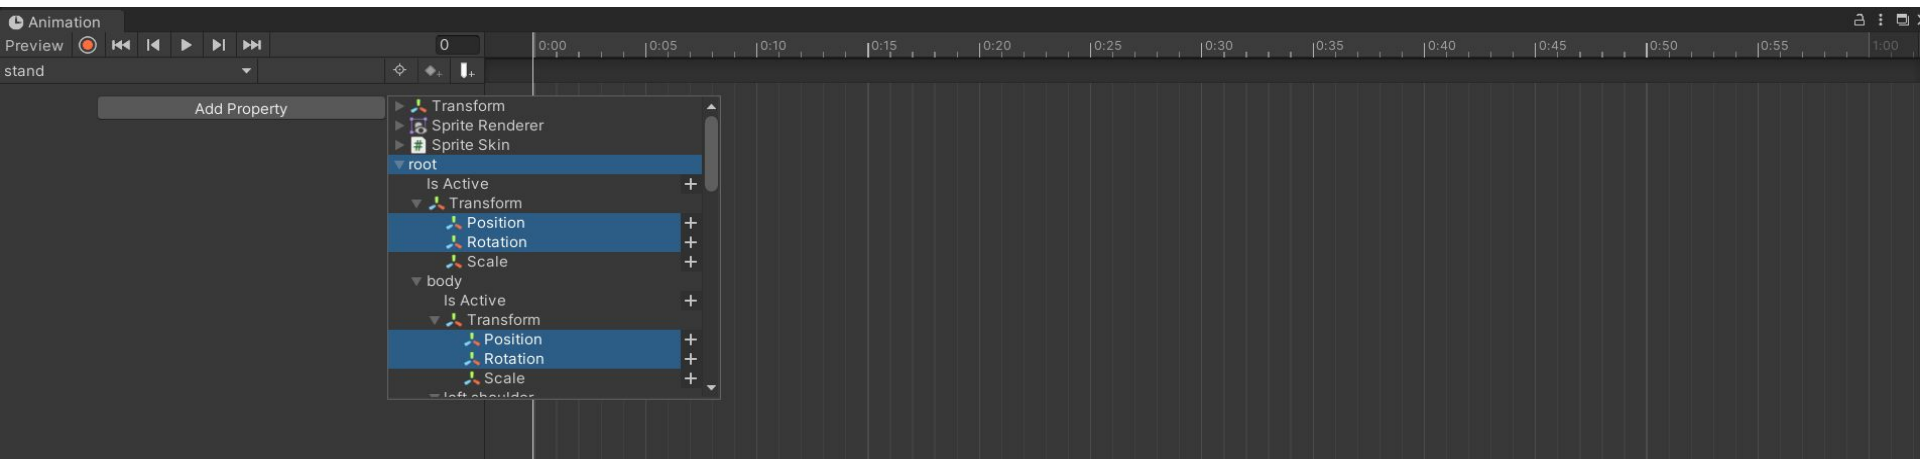 Animation
Preview 0 0:00 0:05 0:10 0:15 0:20 0:25 0:30 0:35 0:40 0:45 0:50 0:55 1:00
stand
Add Property
Transform
Sprite Renderer
# Sprite Skin
root
Is Active +
Transform
Position +
Rotation +
Scale +
body
Is Active +
Transform
Position +
Rotation +
Scale +
left shoulder